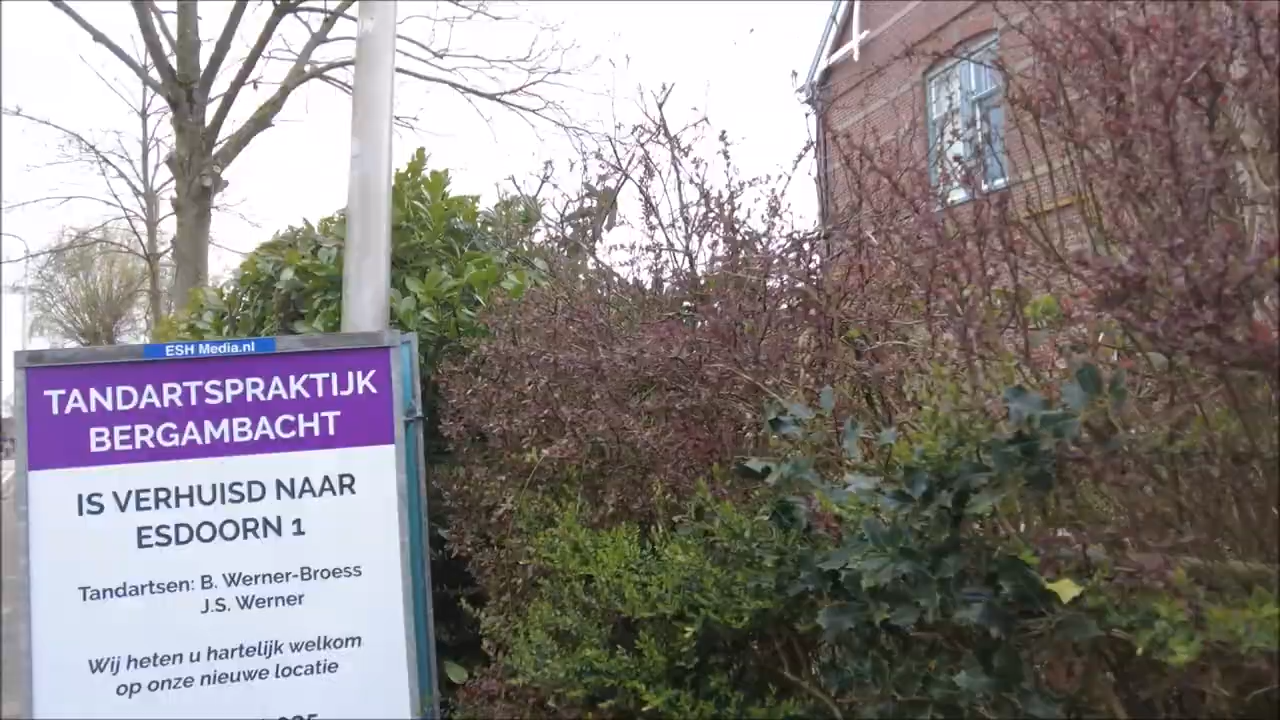 ESH Media.nl
TANDARTSPRAKTIJK
BERGAMBACHT
IS VERHUISD NAAR
ESDOORN 1
Tandartsen: B. Werner-Broess
J.S. Werner
Wij heten u hartelijk welkom
op onze nieuwe locatie